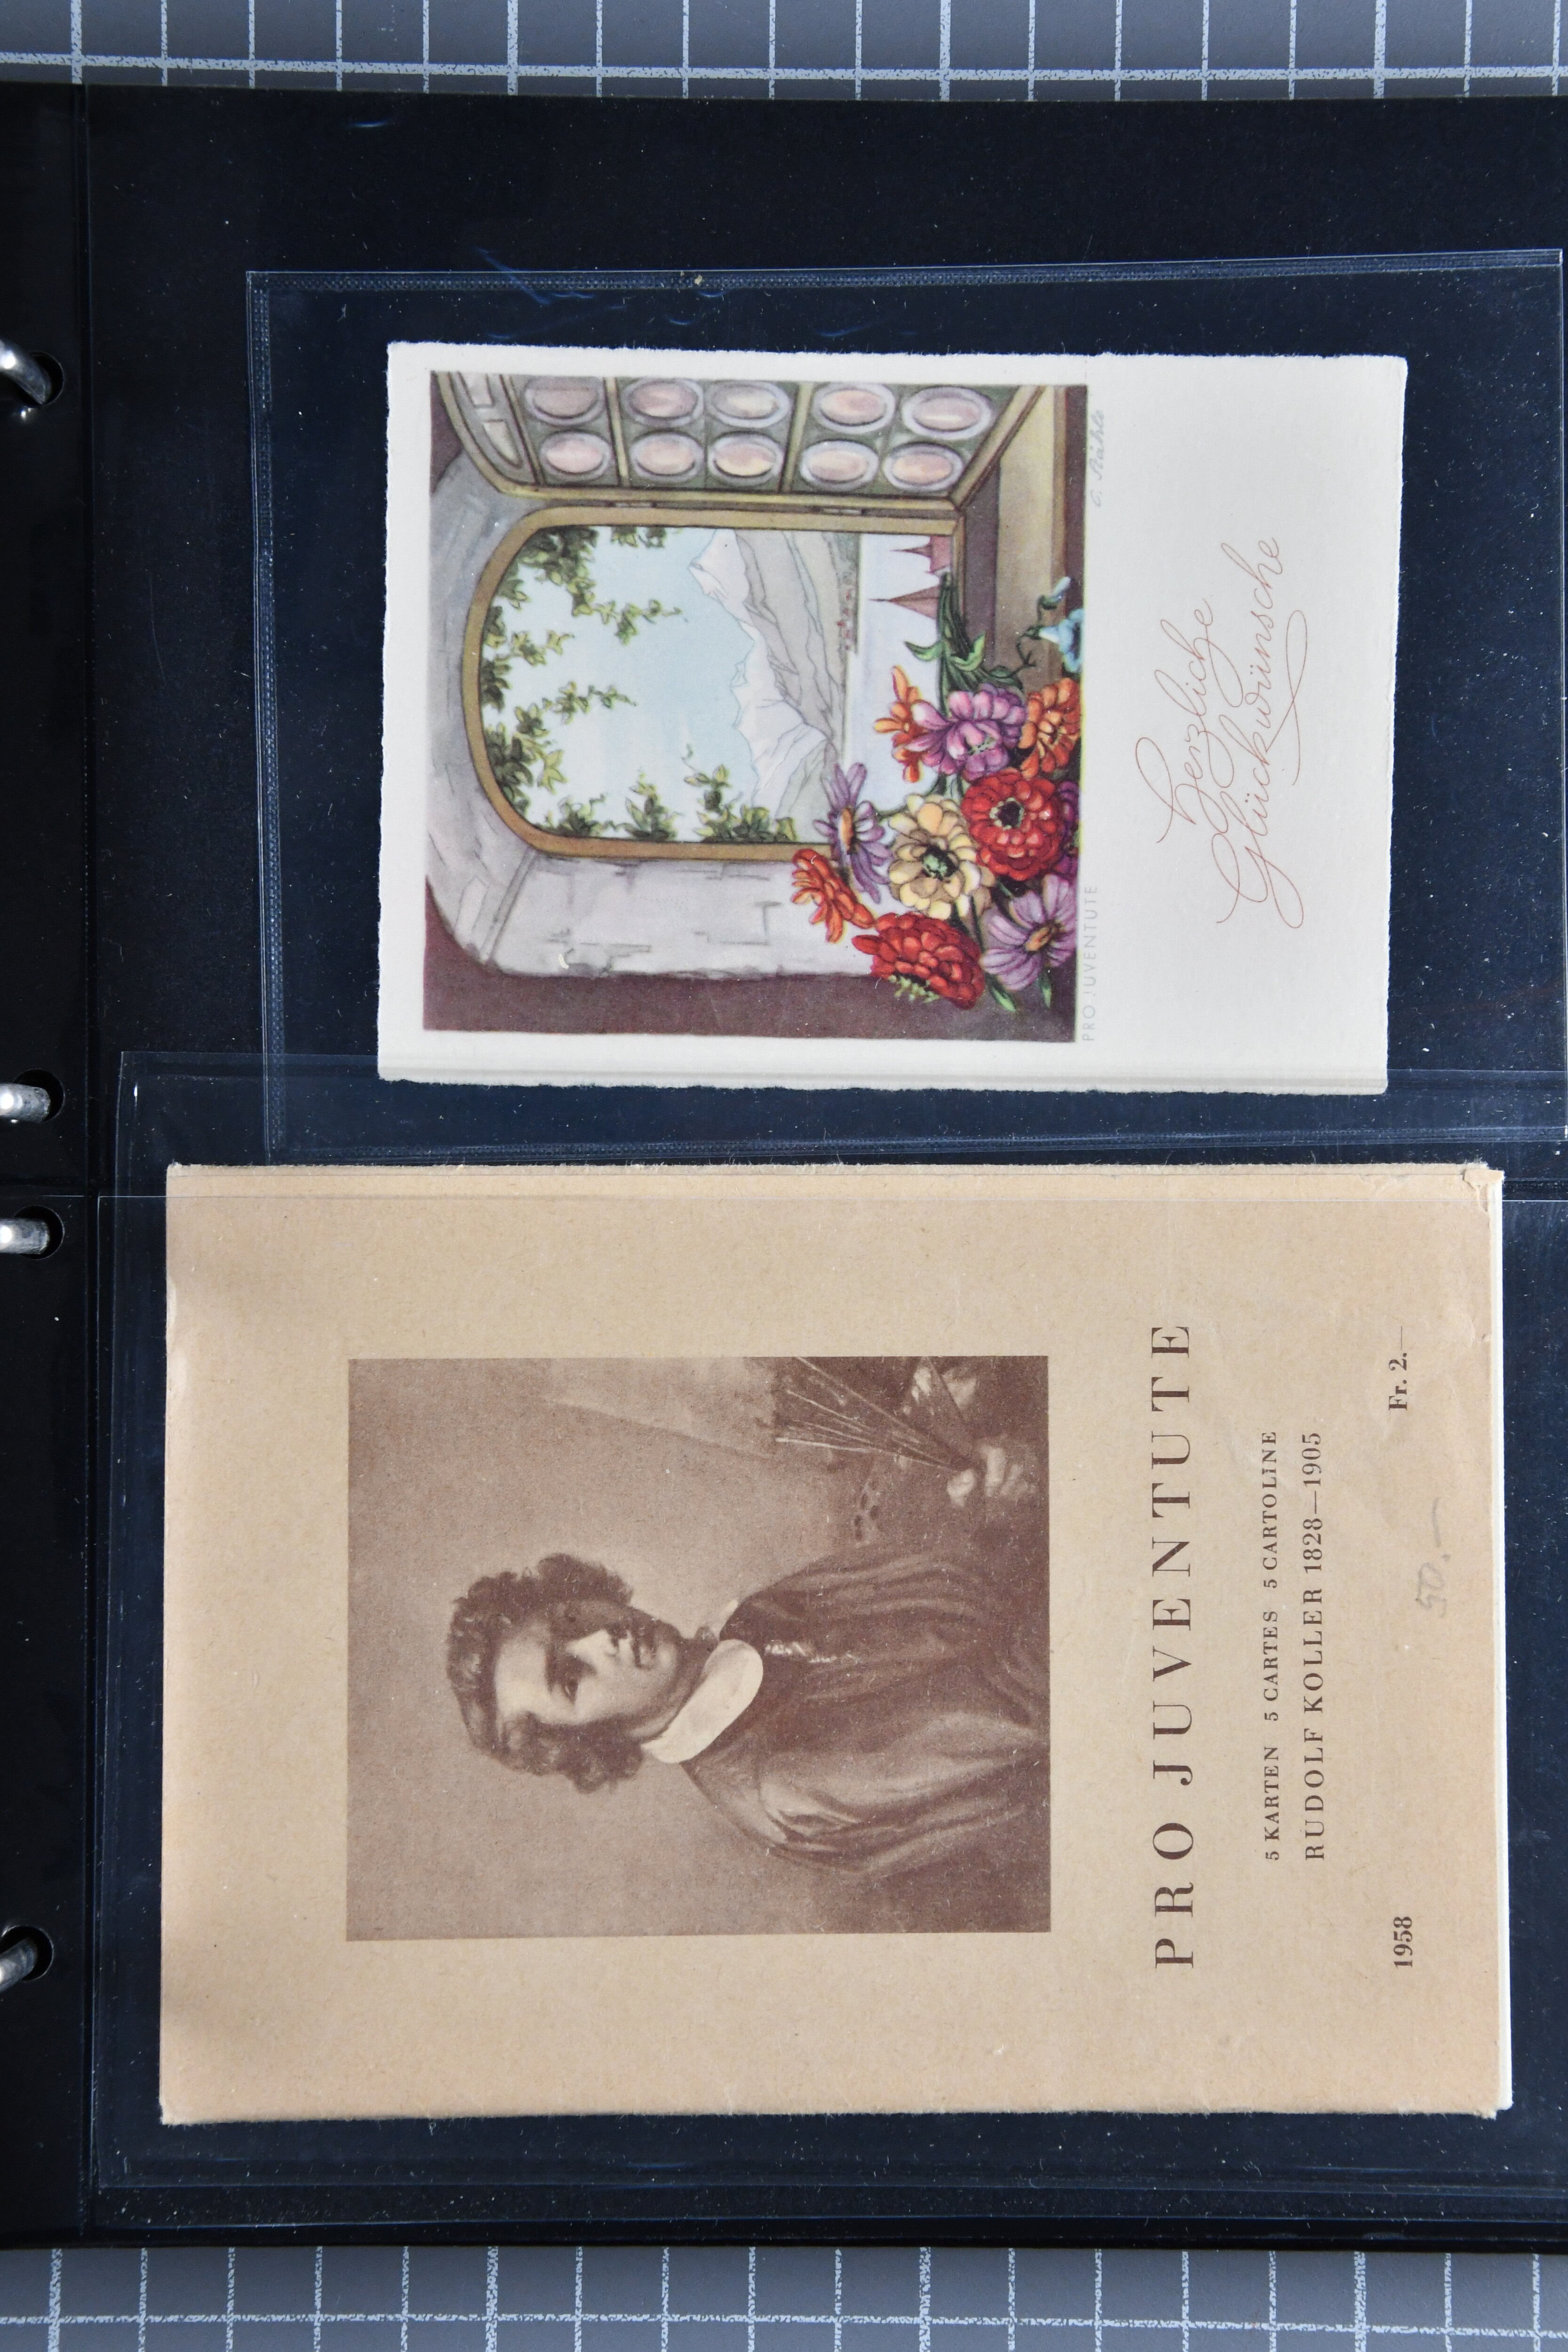 PRO JUVENTUTE
Herzliche
Glückwünsche
PRO JUVENTUTE
5 KARTEN 5 CARTES 5 CARTOLINE
RUDOLF KOLLER 1828—1905
1958 Fr. 2.—
50.—